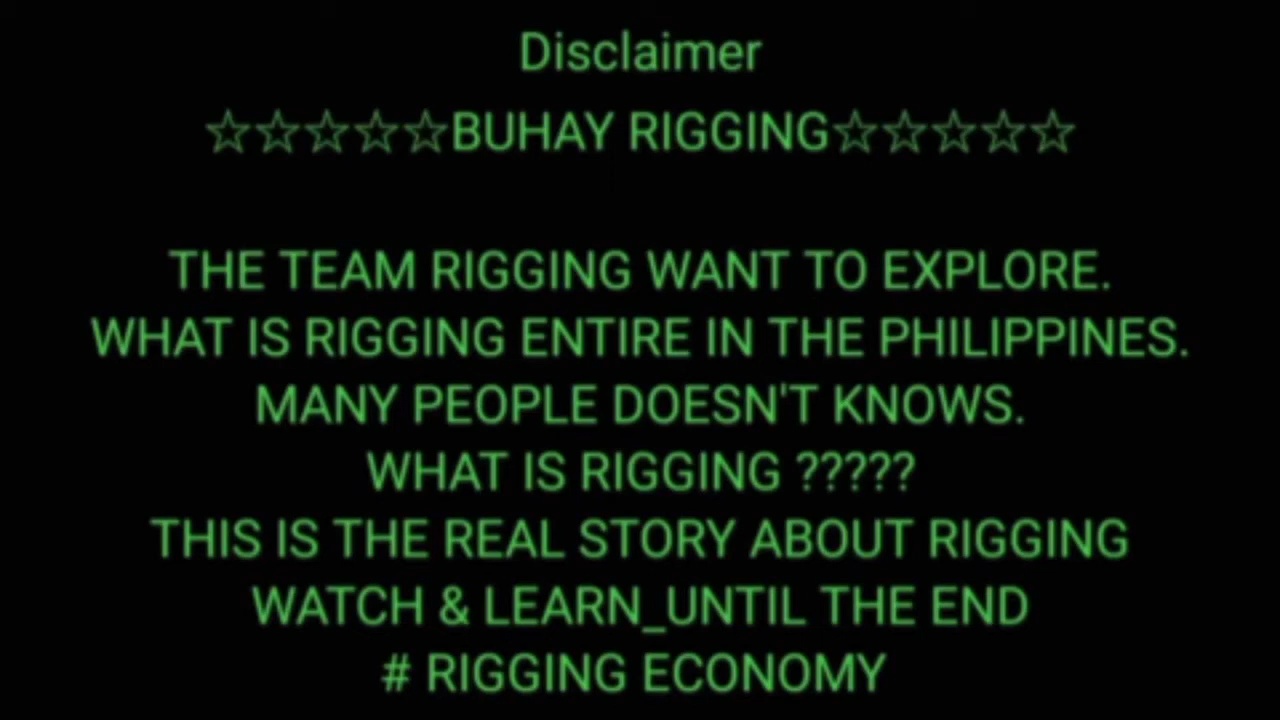 Disclaimer
☆☆☆☆☆BUHAY RIGGING☆☆☆☆☆
THE TEAM RIGGING WANT TO EXPLORE.
WHAT IS RIGGING ENTIRE IN THE PHILIPPINES.
MANY PEOPLE DOESN'T KNOWS.
WHAT IS RIGGING ?????
THIS IS THE REAL STORY ABOUT RIGGING
WATCH & LEARN_UNTIL THE END
# RIGGING ECONOMY